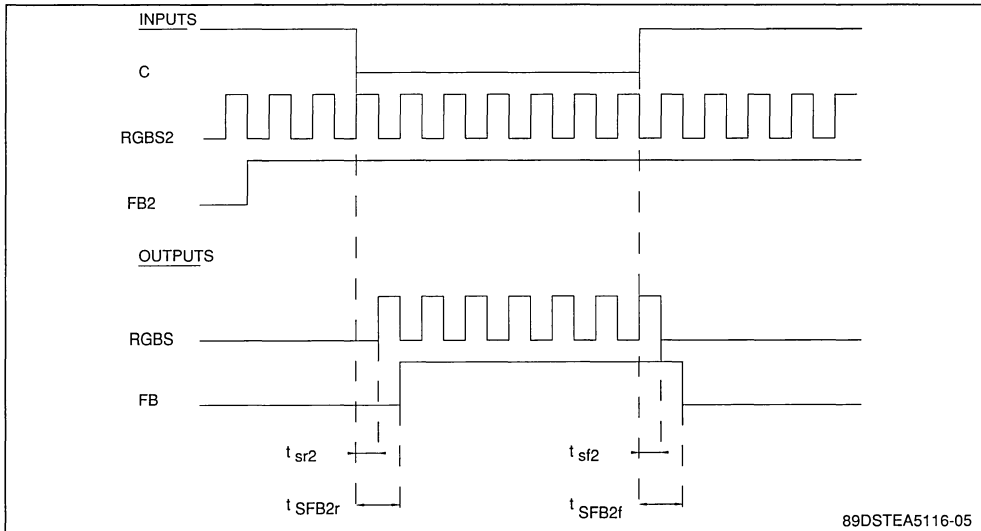 INPUTS
C
RGBS2
FB2
OUTPUTS
RGBS
FB
t sr2
t sf2
t SFB2r
t SFB2f
89DSTEA5116-05